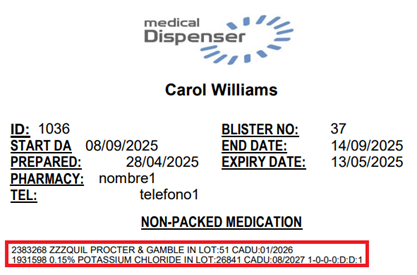 medical
Dispenser
Carol Williams
ID: 1036 BLISTER NO: 37
START DA 08/09/2025 END DATE: 14/09/2025
PREPARED: 28/04/2025 EXPIRY DATE: 13/05/2025
PHARMACY: nombre1
TEL: telefono1
NON-PACKED MEDICATION
2383268 ZZZQUIL PROCTER & GAMBLE IN LOT:51 CADU:01/2026
1931598 0.15% POTASSIUM CHLORIDE IN LOT:26841 CADU:08/2027 1-0-0-0:D:D:1